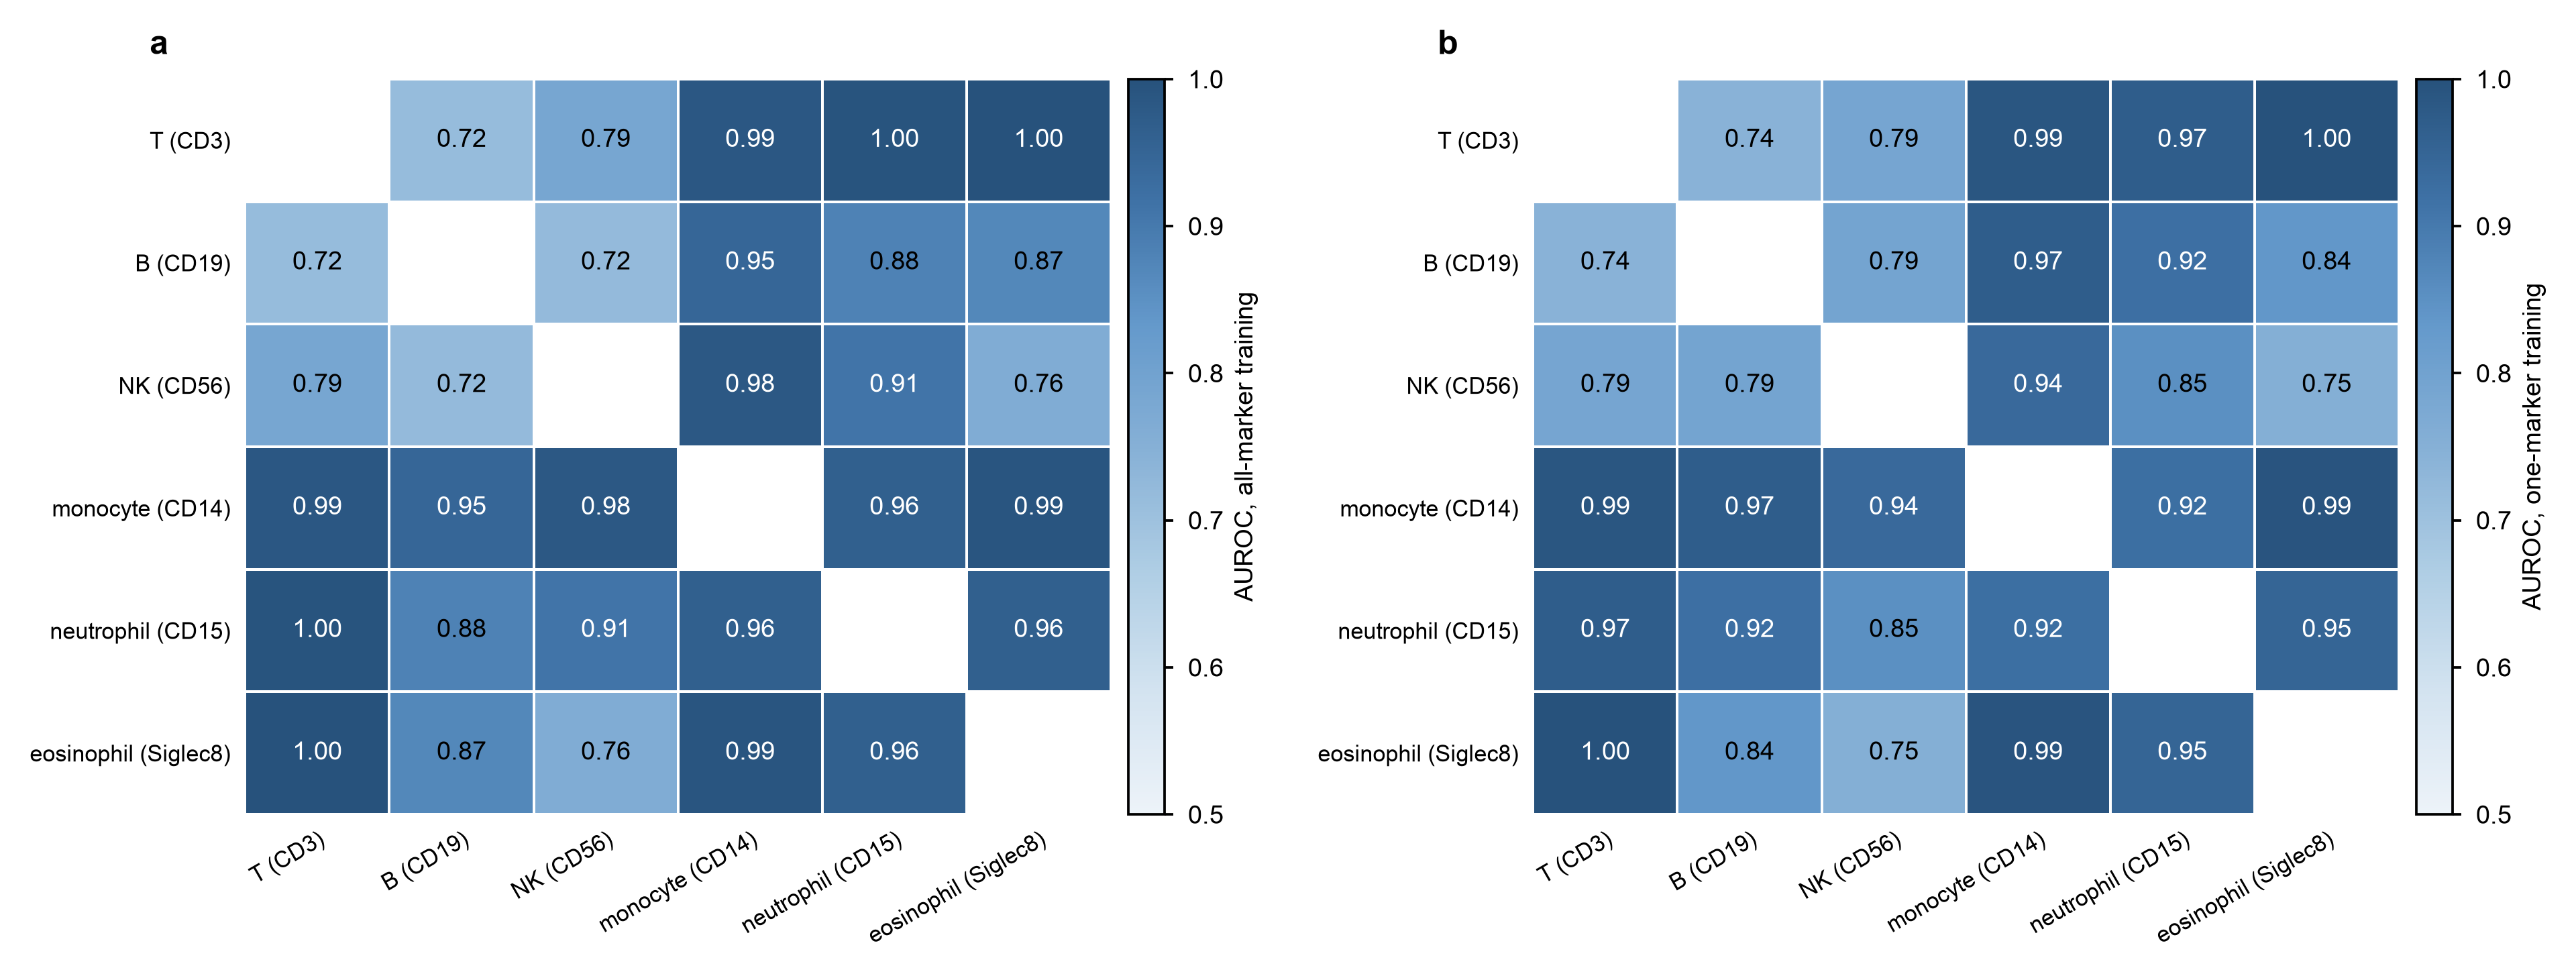 a
T (CD3) 0.72 0.79 0.99 1.00 1.00
B (CD19) 0.72 0.72 0.95 0.88 0.87
NK (CD56) 0.79 0.72 0.98 0.91 0.76
monocyte (CD14) 0.99 0.95 0.98 0.96 0.99
neutrophil (CD15) 1.00 0.88 0.91 0.96 0.96
eosinophil (Siglec8) 1.00 0.87 0.76 0.99 0.96
T (CD3) B (CD19) NK (CD56) monocyte (CD14) neutrophil (CD15) eosinophil (Siglec8)
1.0
0.9
0.8
0.7
0.6
0.5
AUROC, all-marker training
b
T (CD3) 0.74 0.79 0.99 0.97 1.00
B (CD19) 0.74 0.79 0.97 0.92 0.84
NK (CD56) 0.79 0.79 0.94 0.85 0.75
monocyte (CD14) 0.99 0.97 0.94 0.92 0.99
neutrophil (CD15) 0.97 0.92 0.85 0.92 0.95
eosinophil (Siglec8) 1.00 0.84 0.75 0.99 0.95
T (CD3) B (CD19) NK (CD56) monocyte (CD14) neutrophil (CD15) eosinophil (Siglec8)
1.0
0.9
0.8
0.7
0.6
0.5
AUROC, one-marker training